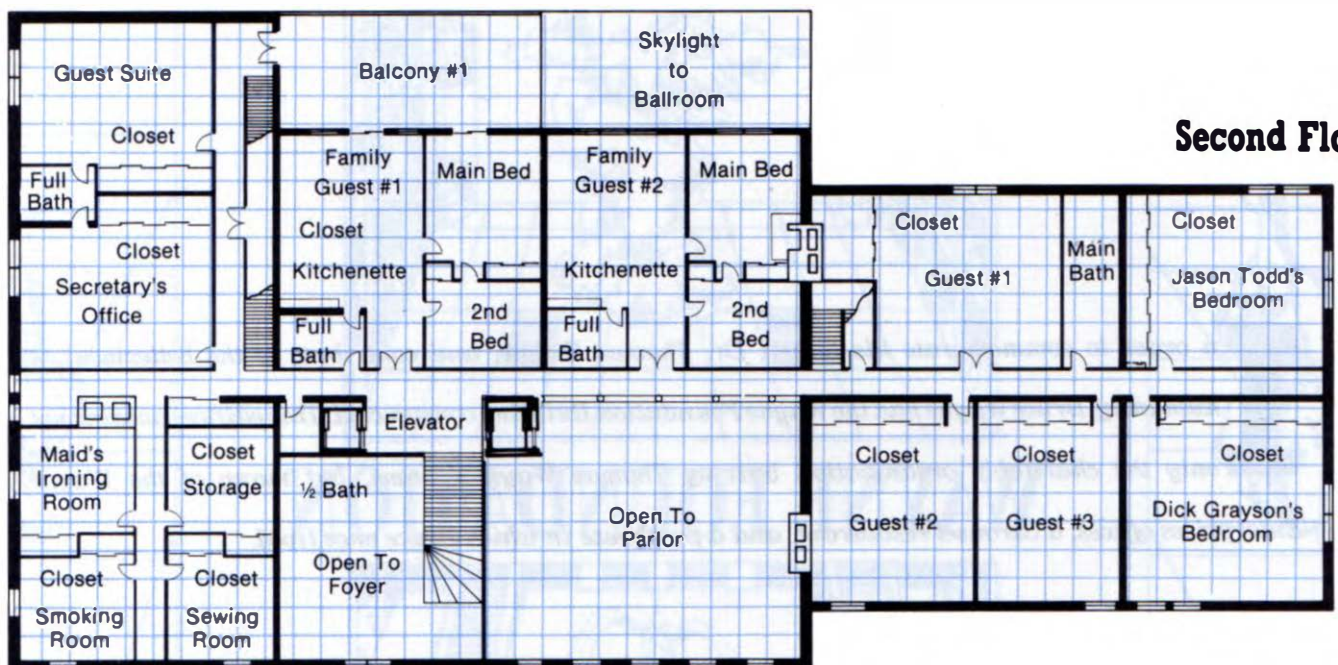 Guest Suite
Closet
Full
Bath
Closet
Secretary's
Office
Balcony #1
Skylight
to
Ballroom
Second Flo
Family
Guest #1
Closet
Kitchenette
Full
Bath
Main Bed
2nd
Bed
Family
Guest #2
Kitchenette
Full
Bath
Main Bed
2nd
Bed
Closet
Guest #1
Main
Bath
Closet
Jason Todd's
Bedroom
Maid's
Ironing
Room
Closet
Storage
Closet
Smoking
Room
Closet
Sewing
Room
Elevator
½ Bath
Open To
Foyer
Open To
Parlor
Closet
Guest #2
Closet
Guest #3
Closet
Dick Grayson's
Bedroom